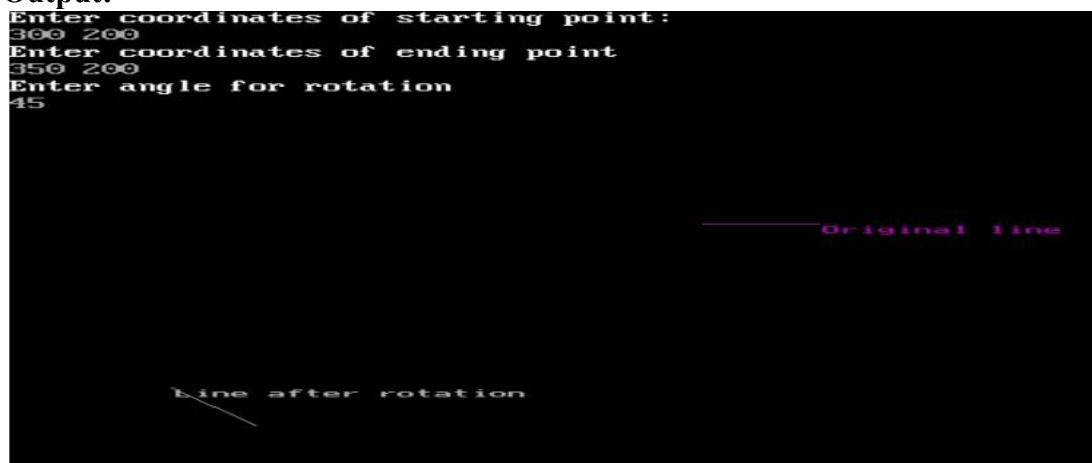 Output:
Enter coordinates of starting point:
300 200
Enter coordinates of ending point
350 200
Enter angle for rotation
45
Original line
Line after rotation